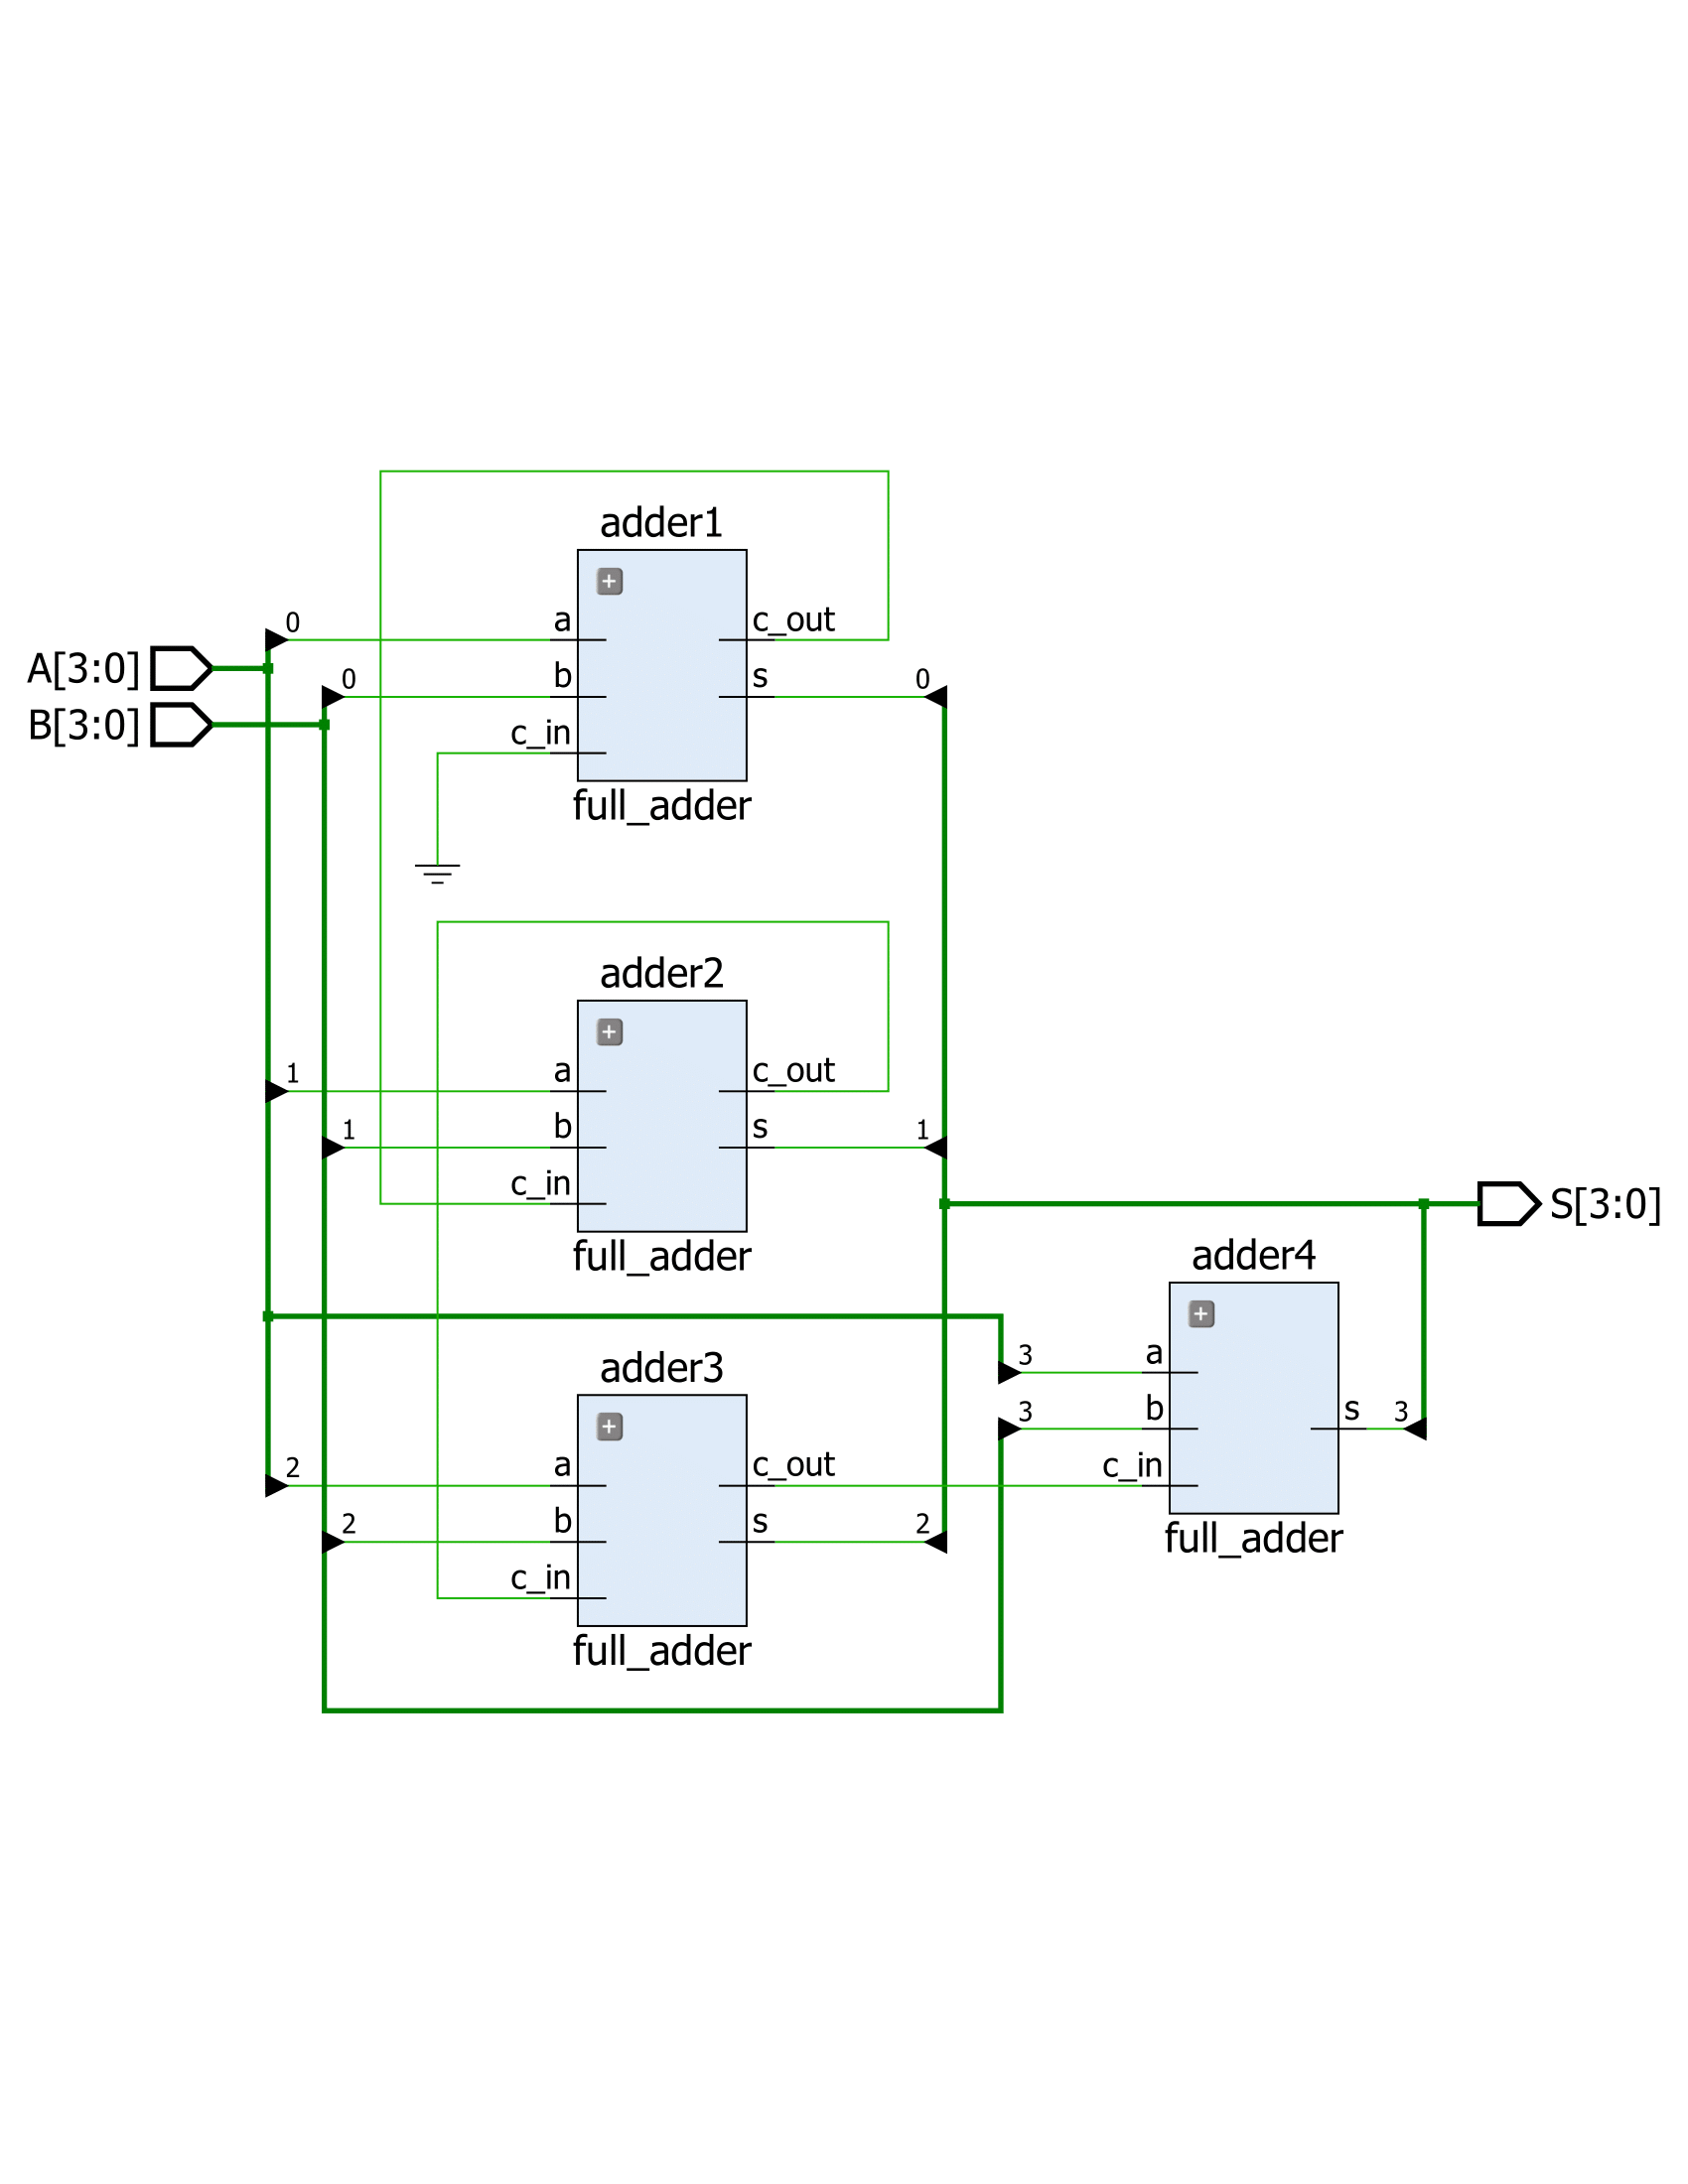 adder1
0
a
c_out
A[3:0]
0
b
s
0
B[3:0]
c_in
full_adder
adder2
1
a
c_out
1
b
s
1
c_in
S[3:0]
full_adder
adder4
3
a
adder3
3
b
s
3
2
a
c_out
c_in
2
b
s
2
full_adder
c_in
full_adder